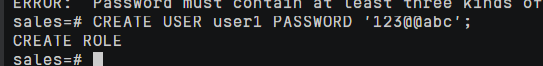 ERROR:  Password must contain at least three kinds of
sales=# CREATE USER user1 PASSWORD '123@@abc';
CREATE ROLE
sales=#